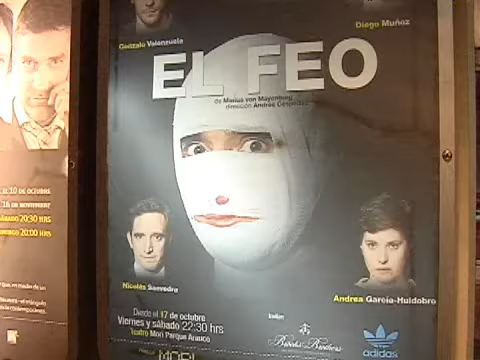 Gonzalo Valenzuela
Diego Muñoz
EL FEO
de Marius von Mayenburg
dirección Andrés Céspedes
Nicolás Saavedra
Andrea García-Huidobro
Desde el 17 de octubre
Viernes y sábado 22:30 hrs
Teatro Mori Parque Arauco
MORI
Brooks Brothers
adidas
10 DE OCTUBRE
16 DE NOVIEMBRE
SÁBADO 20:30 HRS
20:00 HRS